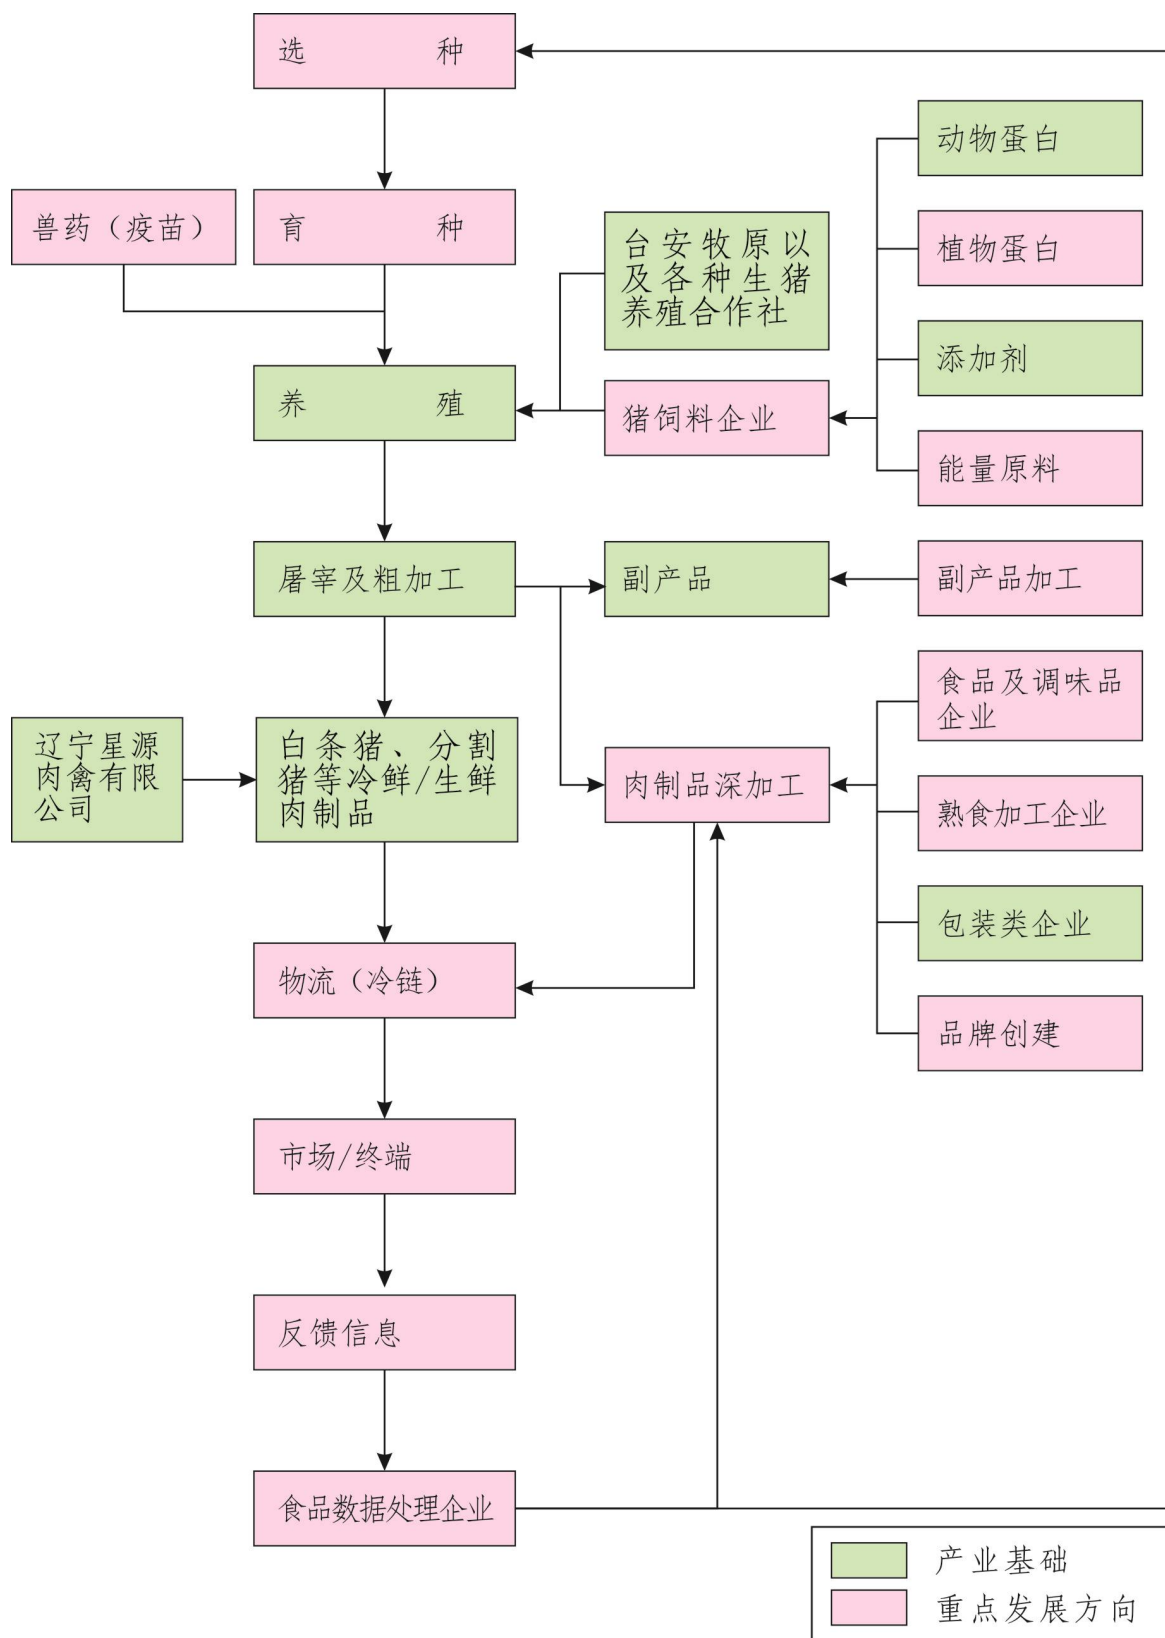 选 种
动物蛋白
兽药（疫苗）
育 种
台安牧原以
及各种生猪
养殖合作社
植物蛋白
添加剂
养 殖
猪饲料企业
能量原料
屠宰及粗加工
副产品
副产品加工
食品及调味品
企业
辽宁星源
肉禽有限
公司
白条猪、分割
猪等冷鲜/生鲜
肉制品
肉制品深加工
熟食加工企业
包装类企业
物流（冷链）
品牌创建
市场/终端
反馈信息
食品数据处理企业
产业基础
重点发展方向